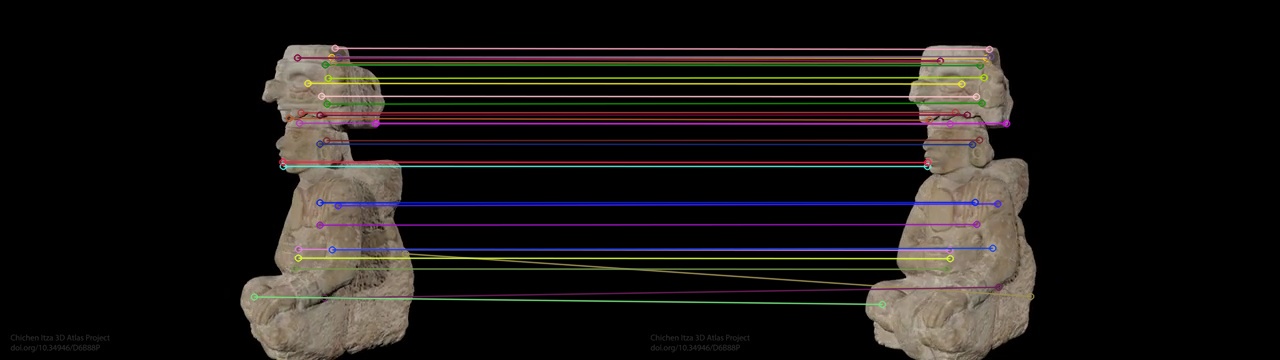 Chichen Itza 3D Atlas Project
doi.org/10.34946/D6B88P
Chichen Itza 3D Atlas Project
doi.org/10.34946/D6B88P